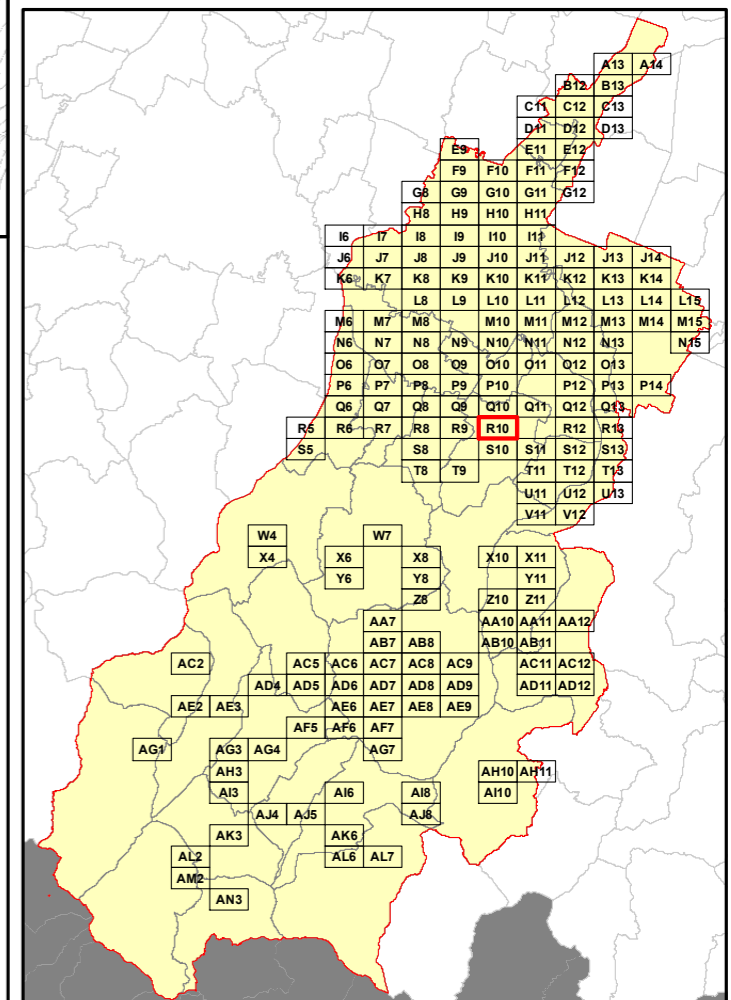 A13 A14
B12 B13
C11 C12 C13
D11 D12 D13
E9 E11 E12
F9 F10 F11 F12
G8 G9 G10 G11 G12
H8 H9 H10 H11
I6 I7 I8 I9 I10 I11
J6 J7 J8 J9 J10 J11 J12 J13 J14
K6 K7 K8 K9 K10 K11 K12 K13 K14
L8 L9 L10 L11 L12 L13 L14 L15
M6 M7 M8 M10 M11 M12 M13 M14 M15
N6 N7 N8 N9 N10 N11 N12 N13 N15
O6 O7 O8 O9 O10 O11 O12 O13
P6 P7 P8 P9 P10 P12 P13 P14
Q6 Q7 Q8 Q9 Q10 Q11 Q12 Q13
R5 R6 R7 R8 R9 R10 R12 R13
S5 S8 S10 S11 S12 S13
T8 T9 T11 T12 T13
U11 U12 U13
V11 V12
W4 W7
X4 X6 X8 X10 X11
Y6 Y8 Y11
Z8 Z10 Z11
AA7 AA10 AA11 AA12
AB7 AB8 AB10 AB11
AC2 AC5 AC6 AC7 AC8 AC9 AC11 AC12
AD4 AD5 AD6 AD7 AD8 AD9 AD11 AD12
AE2 AE3 AE6 AE7 AE8 AE9
AF5 AF6 AF7
AG1 AG3 AG4 AG7
AH3 AH10 AH11
AI3 AI6 AI8 AI10
AJ4 AJ5 AJ8
AK3 AK6
AL2 AL6 AL7
AM2
AN3